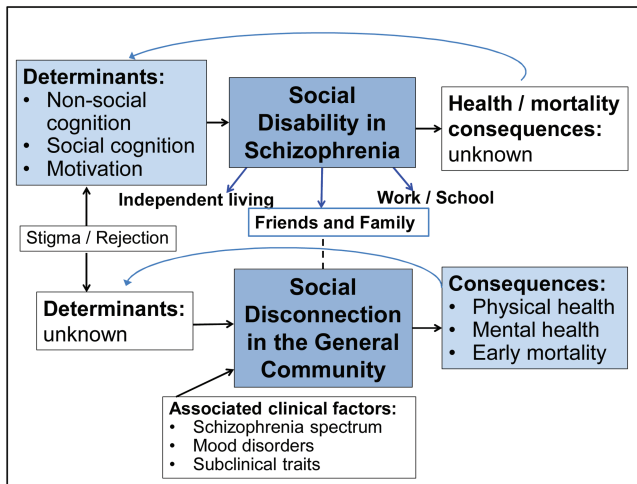 Determants:
• Non-social
cognition
• Social cognition
• Motivation
Social
Disability in
Schizophrenia
Health / mortality
consequences:
unknown
Independent living
Work / School
Friends and Family
Stigma / Rejection
Determants:
unknown
Social
Disconnection
in the General
Community
Consequences:
• Physical health
• Mental health
• Early mortality
Associated clinical factors:
• Schizophrenia spectrum
• Mood disorders
• Subclinical traits